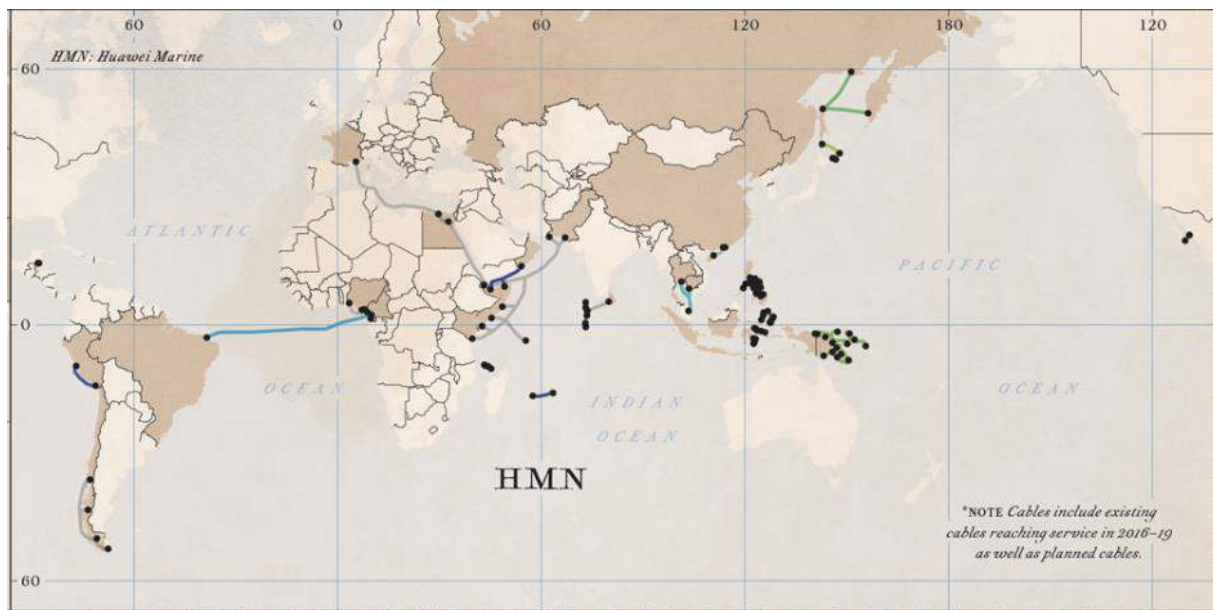 60 0 60 120 180 120
HMN: Huawei Marine
60
ATLANTIC
PACIFIC
0
OCEAN
OCEAN
INDIAN
OCEAN
HMN
*NOTE Cables include existing
cables reaching service in 2016–19
as well as planned cables.
60